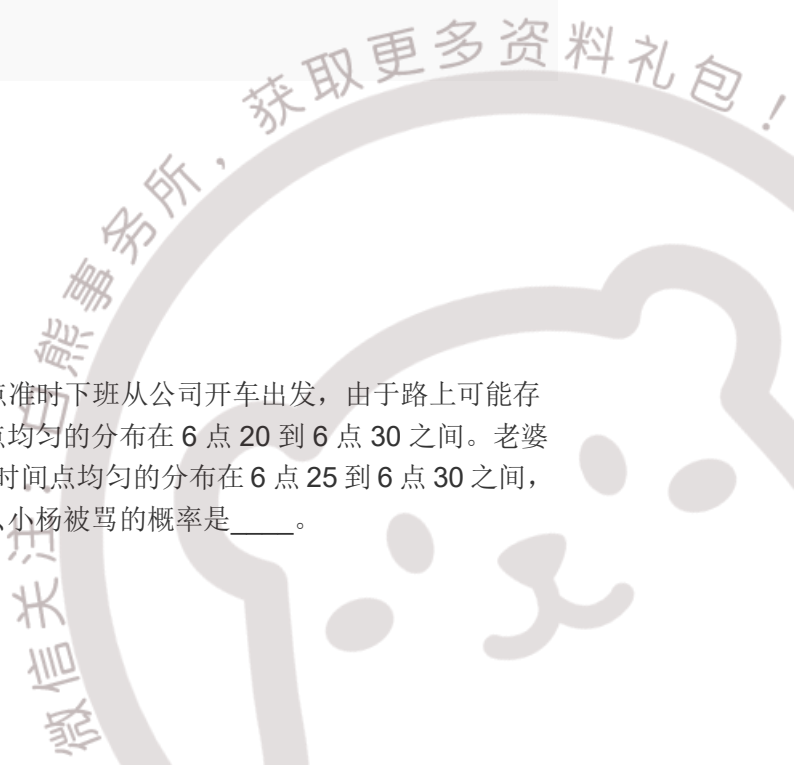 获取更多资料礼包！
微信关注：白熊事务所，
点准时下班从公司开车出发，由于路上可能存
点均匀的分布在 6 点 20 到 6 点 30 之间。老婆
时间点均匀的分布在 6 点 25 到 6 点 30 之间，
小杨被骂的概率是____。